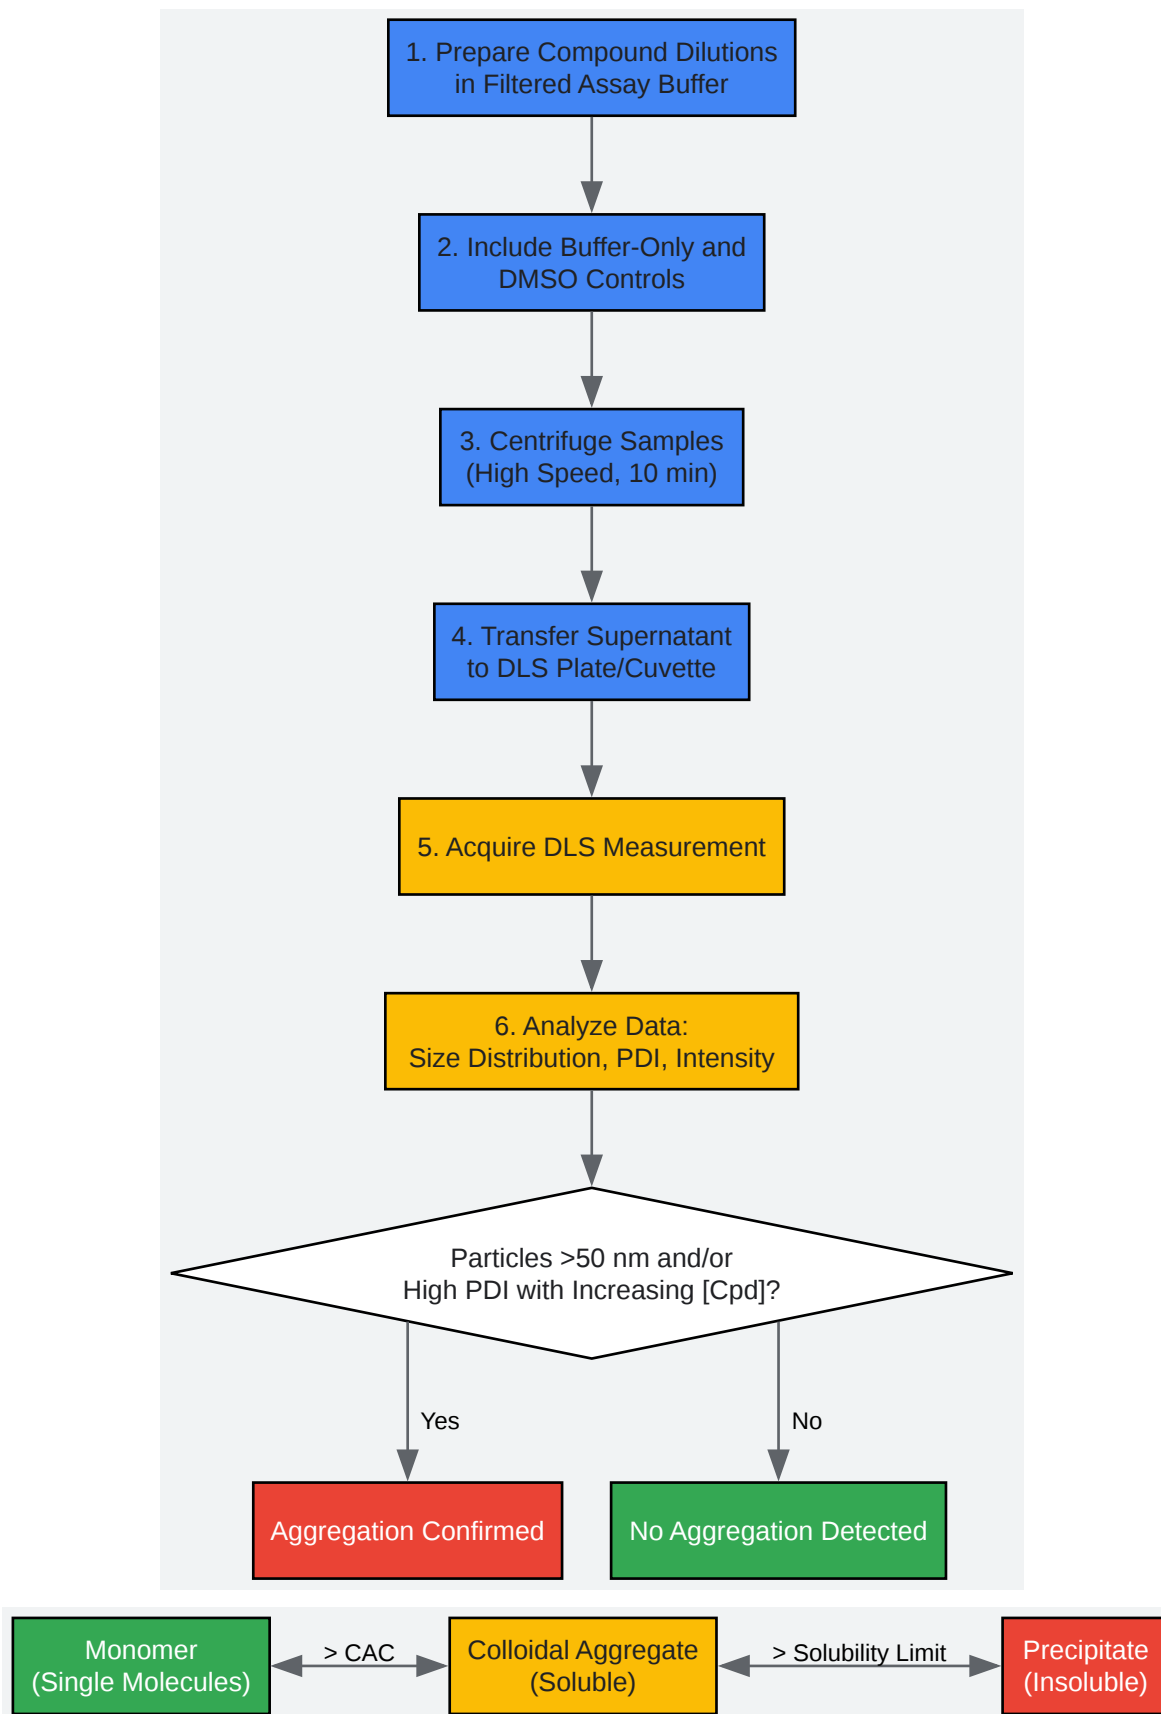 1. Prepare Compound Dilutions
in Filtered Assay Buffer
2. Include Buffer-Only and
DMSO Controls
3. Centrifuge Samples
(High Speed, 10 min)
4. Transfer Supernatant
to DLS Plate/Cuvette
5. Acquire DLS Measurement
6. Analyze Data:
Size Distribution, PDI, Intensity
Particles >50 nm and/or
High PDI with Increasing [Cpd]?
Yes
No
Aggregation Confirmed
No Aggregation Detected
Monomer
(Single Molecules)
> CAC
Colloidal Aggregate
(Soluble)
> Solubility Limit
Precipitate
(Insoluble)